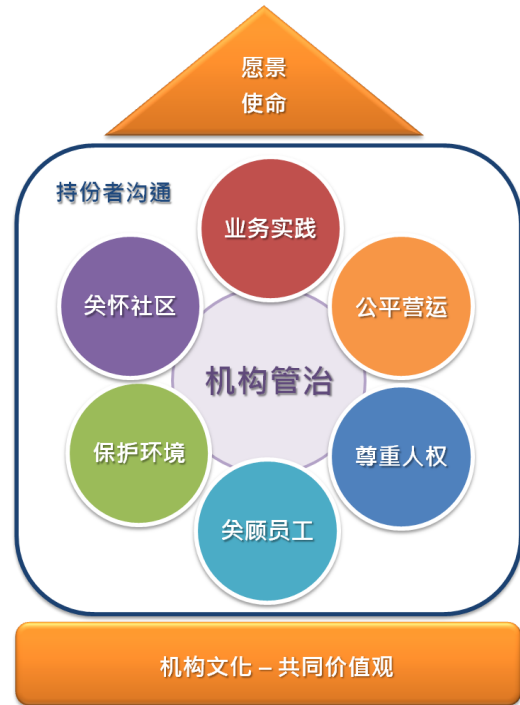 愿景
使命
持份者沟通
业务实践
关怀社区
公平营运
机构管治
保护环境
尊重人权
关顾员工
机构文化 – 共同价值观